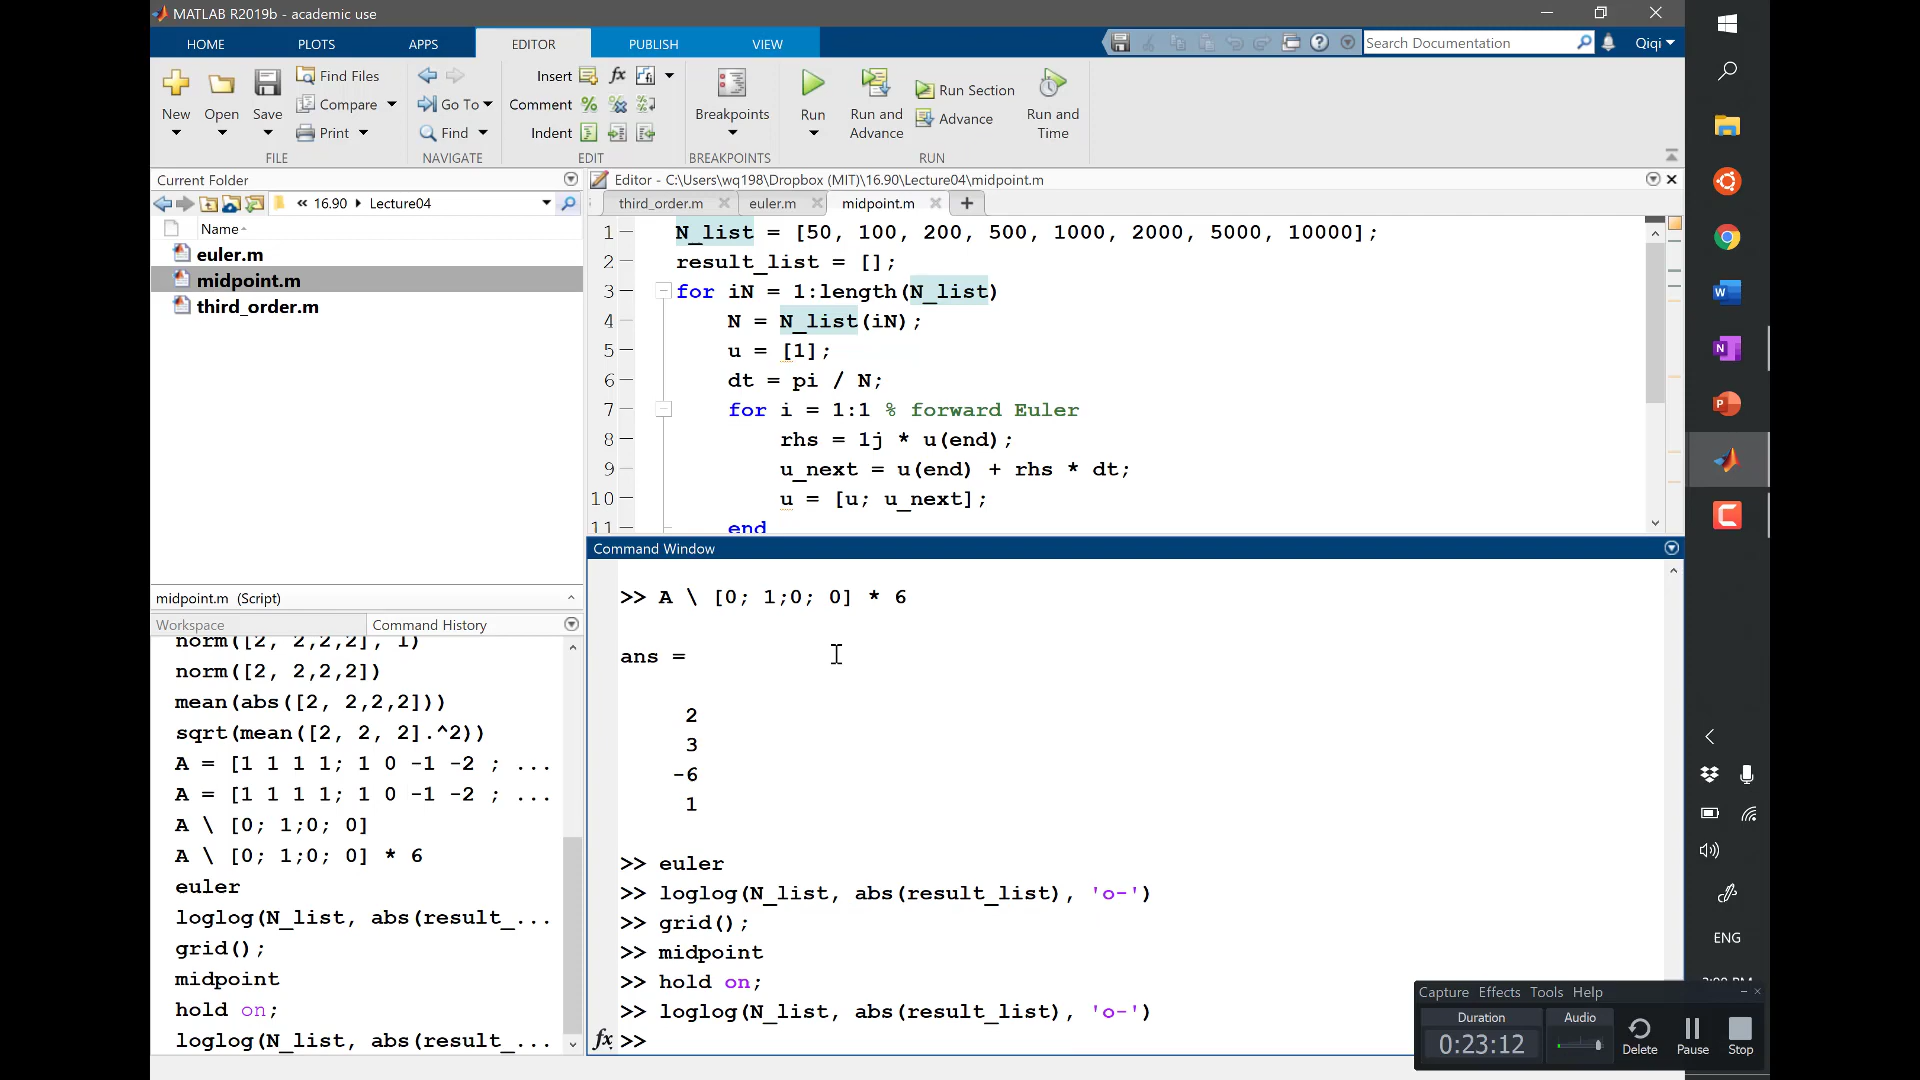 MATLAB R2019b - academic use
HOME PLOTS APPS EDITOR PUBLISH VIEW
Search Documentation
Qiqi
Find Files
Insert fx
Run Section
Compare
Go To
Comment
New Open Save
Breakpoints
Run
Run and Advance
Advance
Run and Time
Print
Find
Indent
FILE NAVIGATE EDIT BREAKPOINTS RUN
Current Folder
Editor - C:\Users\wq198\Dropbox (MIT)\16.90\Lecture04\midpoint.m
« 16.90 Lecture04
third_order.m euler.m midpoint.m
Name
euler.m
midpoint.m
third_order.m
1 N_list = [50, 100, 200, 500, 1000, 2000, 5000, 10000];
2 result_list = [];
3 for iN = 1:length(N_list)
4 N = N_list(iN);
5 u = [1];
6 dt = pi / N;
7 for i = 1:1 % forward Euler
8 rhs = 1j * u(end);
9 u_next = u(end) + rhs * dt;
10 u = [u; u_next];
11 end
midpoint.m (Script)
Workspace
Command History
norm([2, 2,2,2], 1)
norm([2, 2,2,2])
mean(abs([2, 2,2,2]))
sqrt(mean([2, 2, 2].^2))
A = [1 1 1 1; 1 0 -1 -2 ; ...
A = [1 1 1 1; 1 0 -1 -2 ; ...
A \ [0; 1;0; 0]
A \ [0; 1;0; 0] * 6
euler
loglog(N_list, abs(result_...
grid();
midpoint
hold on;
loglog(N_list, abs(result_...
Command Window
>> A \ [0; 1;0; 0] * 6
ans =
2
3
-6
1
>> euler
>> loglog(N_list, abs(result_list), 'o-')
>> grid();
>> midpoint
>> hold on;
>> loglog(N_list, abs(result_list), 'o-')
fx >>
ENG
Capture Effects Tools Help
Duration
0:23:12
Audio
Delete Pause Stop